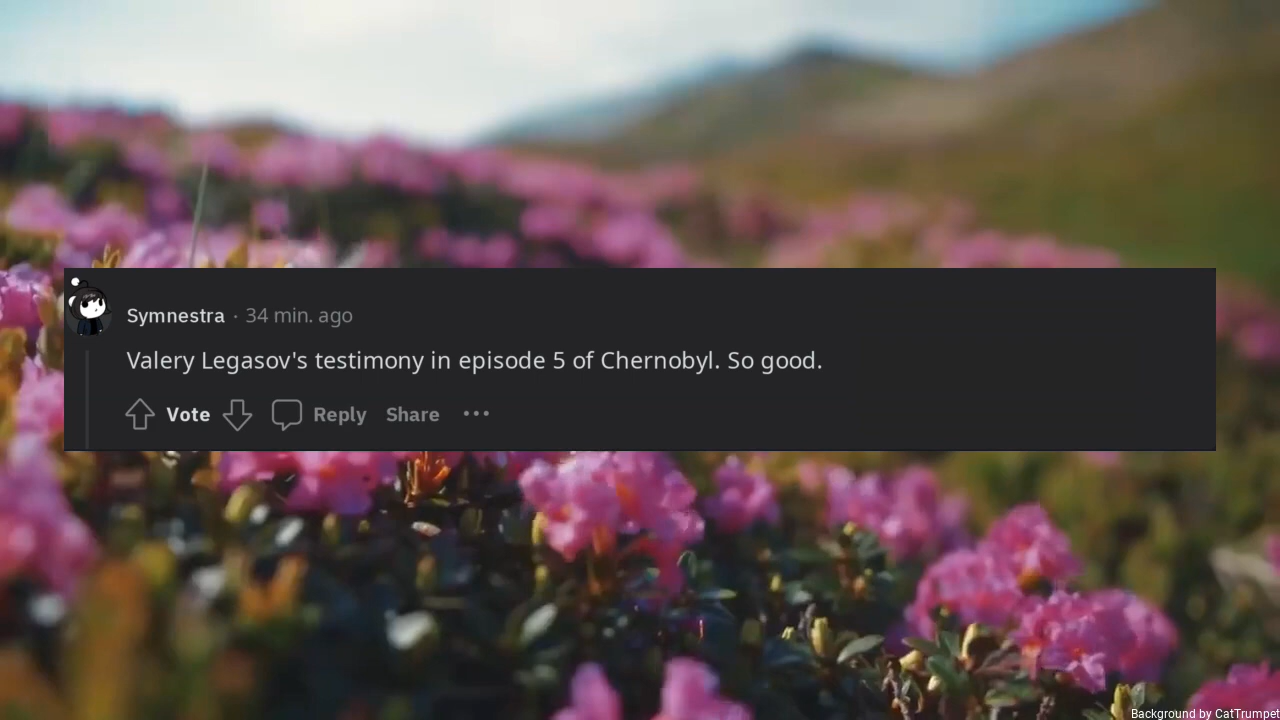 Symnestra · 34 min. ago
Valery Legasov's testimony in episode 5 of Chernobyl. So good.
Vote Reply Share ···
Background by CatTrumpet